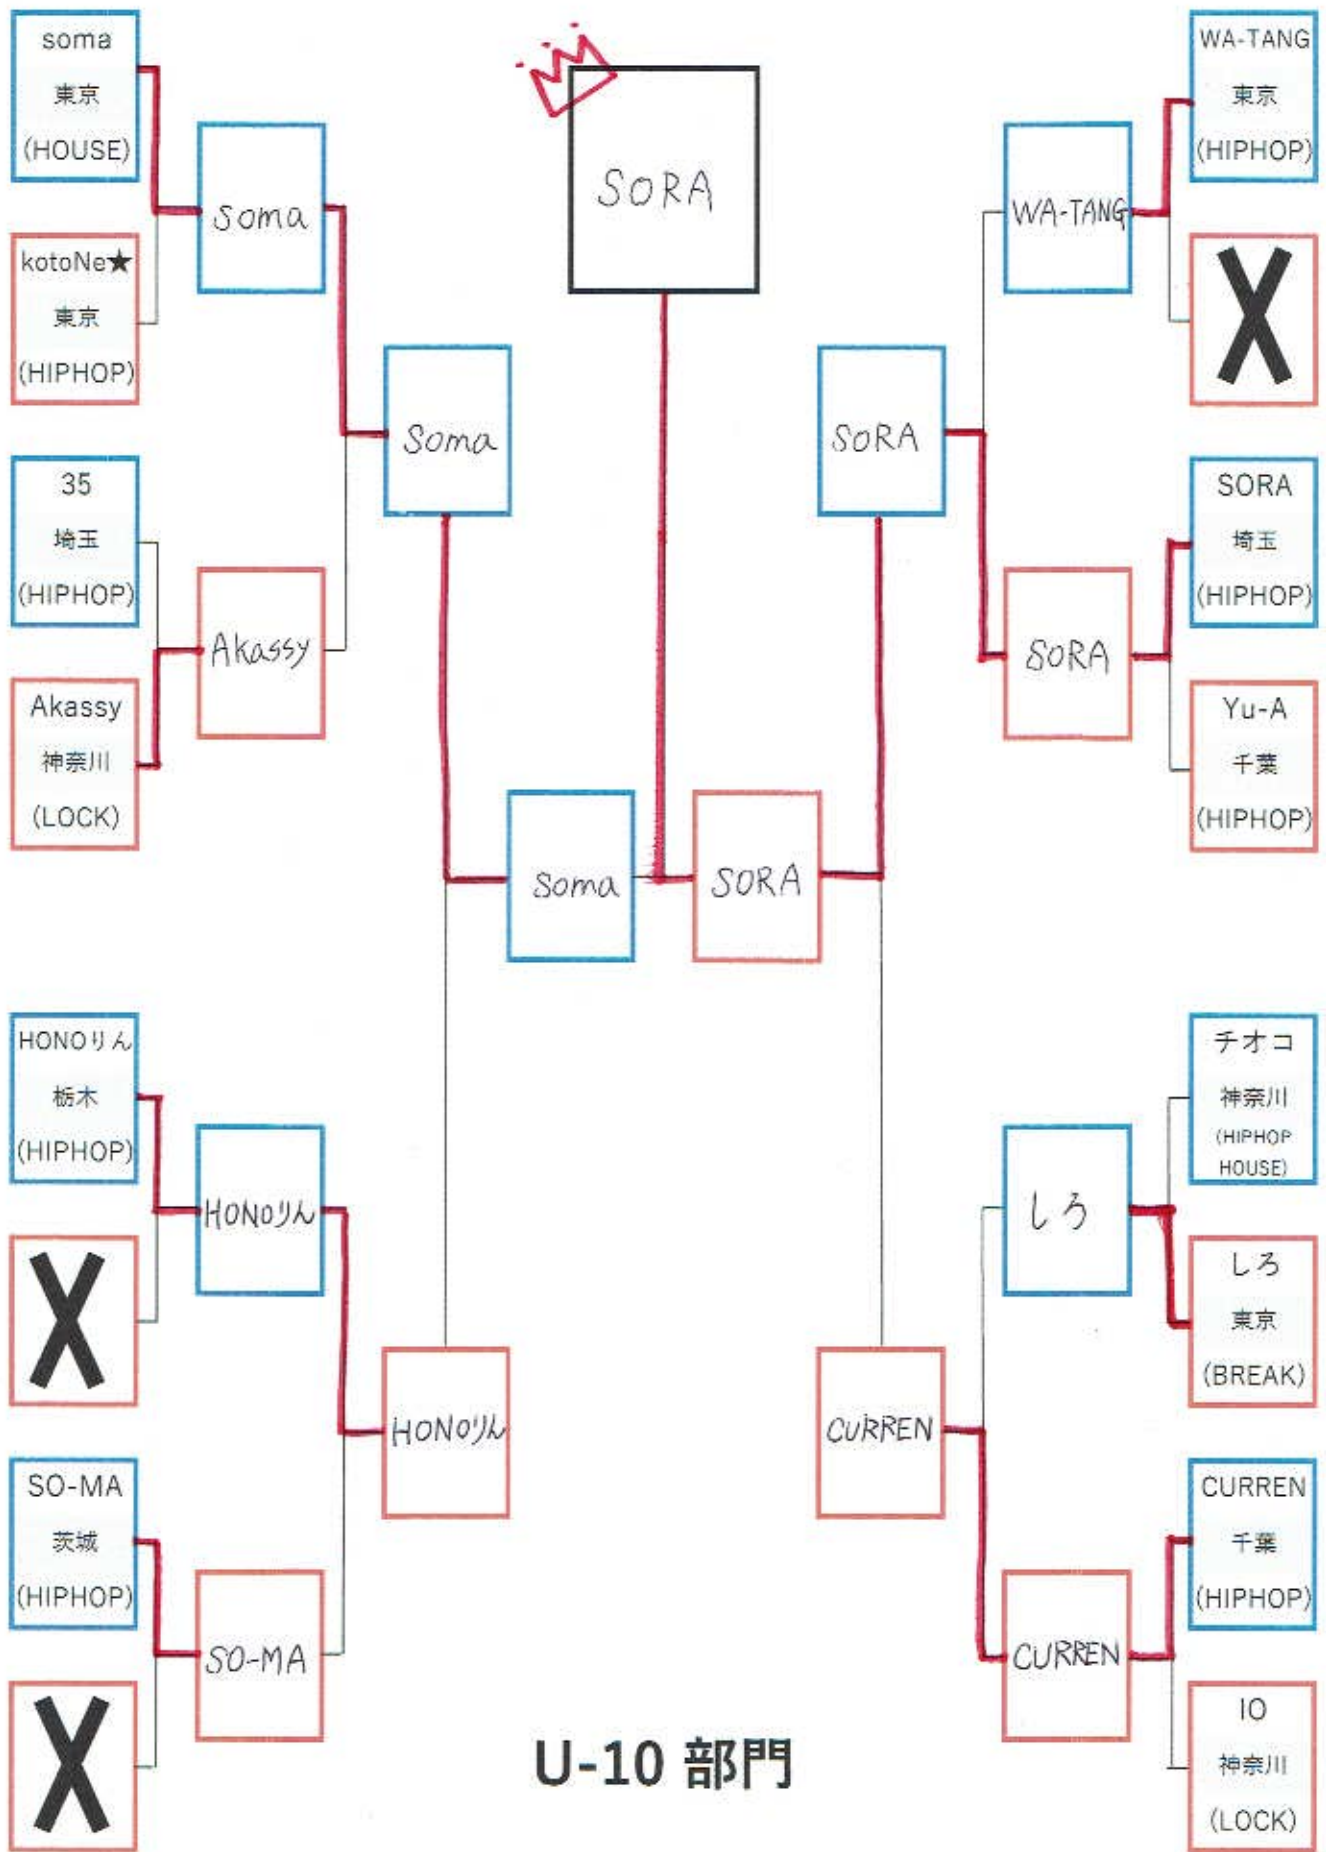 soma
東京
(HOUSE)
kotoNe★
東京
(HIPHOP)
35
埼玉
(HIPHOP)
Akassy
神奈川
(LOCK)
HONOりん
栃木
(HIPHOP)
X
SO-MA
茨城
(HIPHOP)
X
soma
Akassy
HONOりん
SO-MA
Soma
HONOりん
Soma
SORA
SORA
SORA
CURREN
WA-TANG
SORA
しろ
CURREN
WA-TANG
東京
(HIPHOP)
X
SORA
埼玉
(HIPHOP)
Yu-A
千葉
(HIPHOP)
チオコ
神奈川
(HIPHOP
HOUSE)
しろ
東京
(BREAK)
CURREN
千葉
(HIPHOP)
IO
神奈川
(LOCK)
U-10 部門